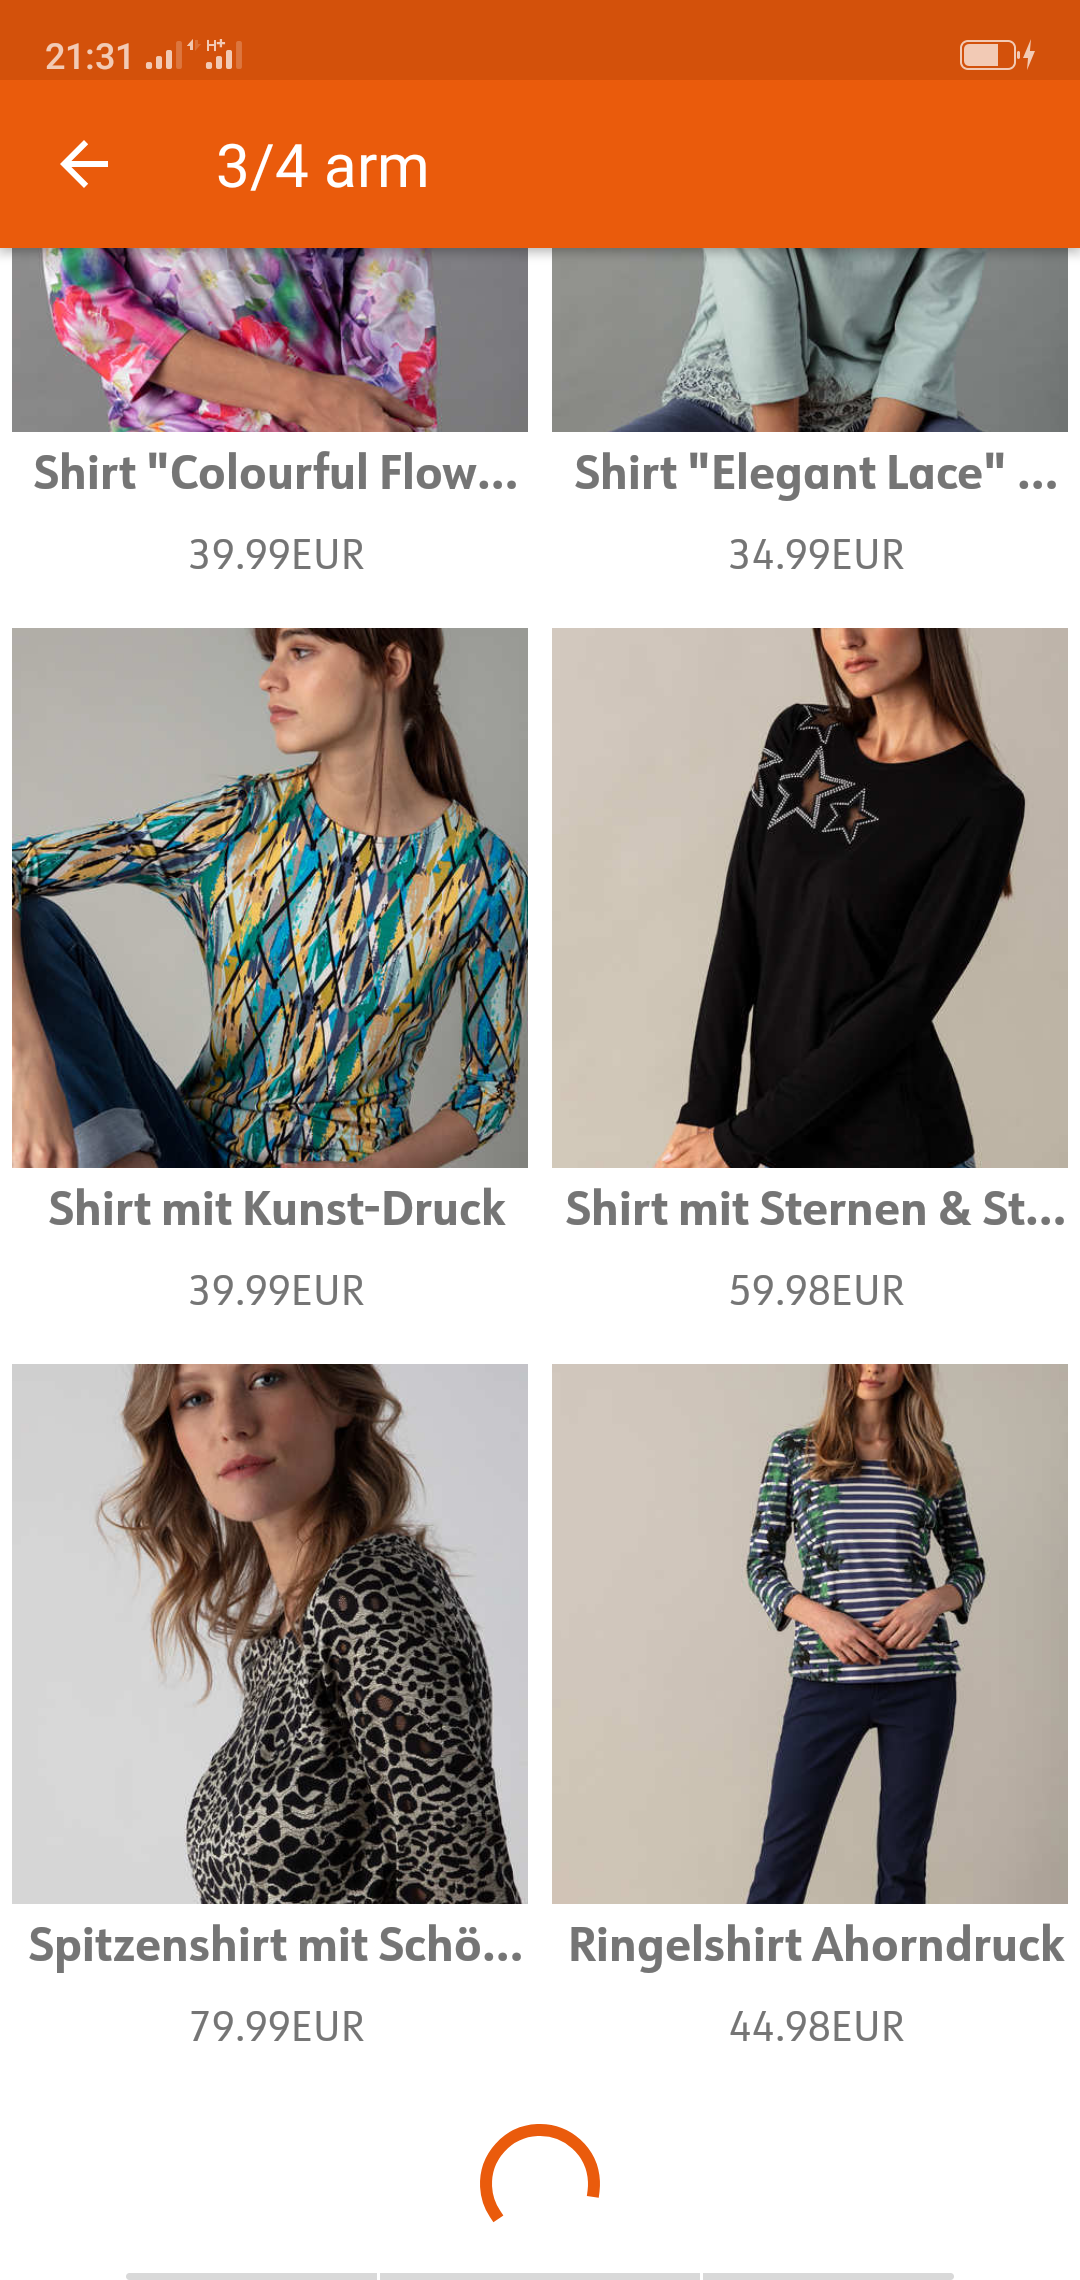 21:31
H+
3/4 arm
Shirt "Colourful Flow...
Shirt "Elegant Lace" ...
39.99EUR
34.99EUR
Shirt mit Kunst-Druck
Shirt mit Sternen & St...
39.99EUR
59.98EUR
Spitzenshirt mit Schö...
Ringelshirt Ahorndruck
79.99EUR
44.98EUR